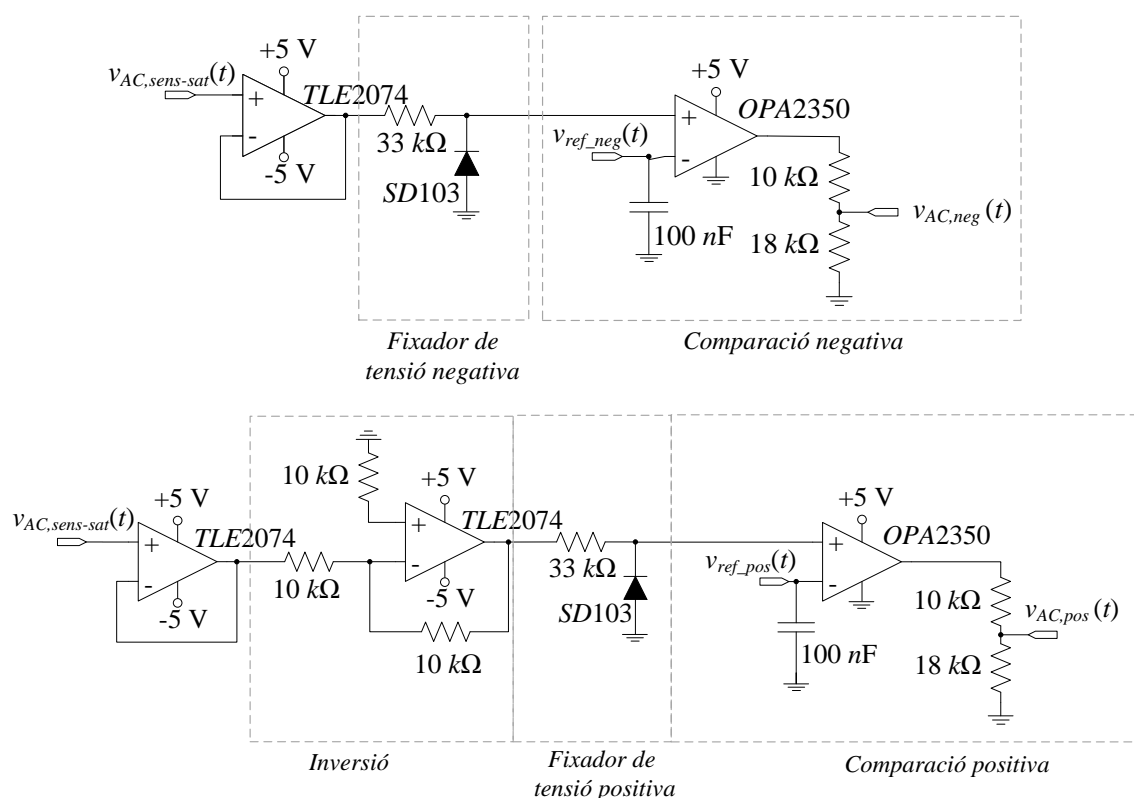 +5 V
v_AC,sens-sat(t)
TLE2074
+
-
-5 V
33 kΩ
SD103
+5 V
OPA2350
v_ref_neg(t)
+
-
100 nF
10 kΩ
v_AC,neg (t)
18 kΩ
Fixador de
tensió negativa
Comparació negativa
+5 V
v_AC,sens-sat(t)
TLE2074
+
-
-5 V
10 kΩ
10 kΩ
+5 V
TLE2074
+
-
-5 V
10 kΩ
33 kΩ
SD103
+5 V
OPA2350
v_ref_pos(t)
+
-
100 nF
10 kΩ
v_AC,pos (t)
18 kΩ
Inversió
Fixador de
tensió positiva
Comparació positiva